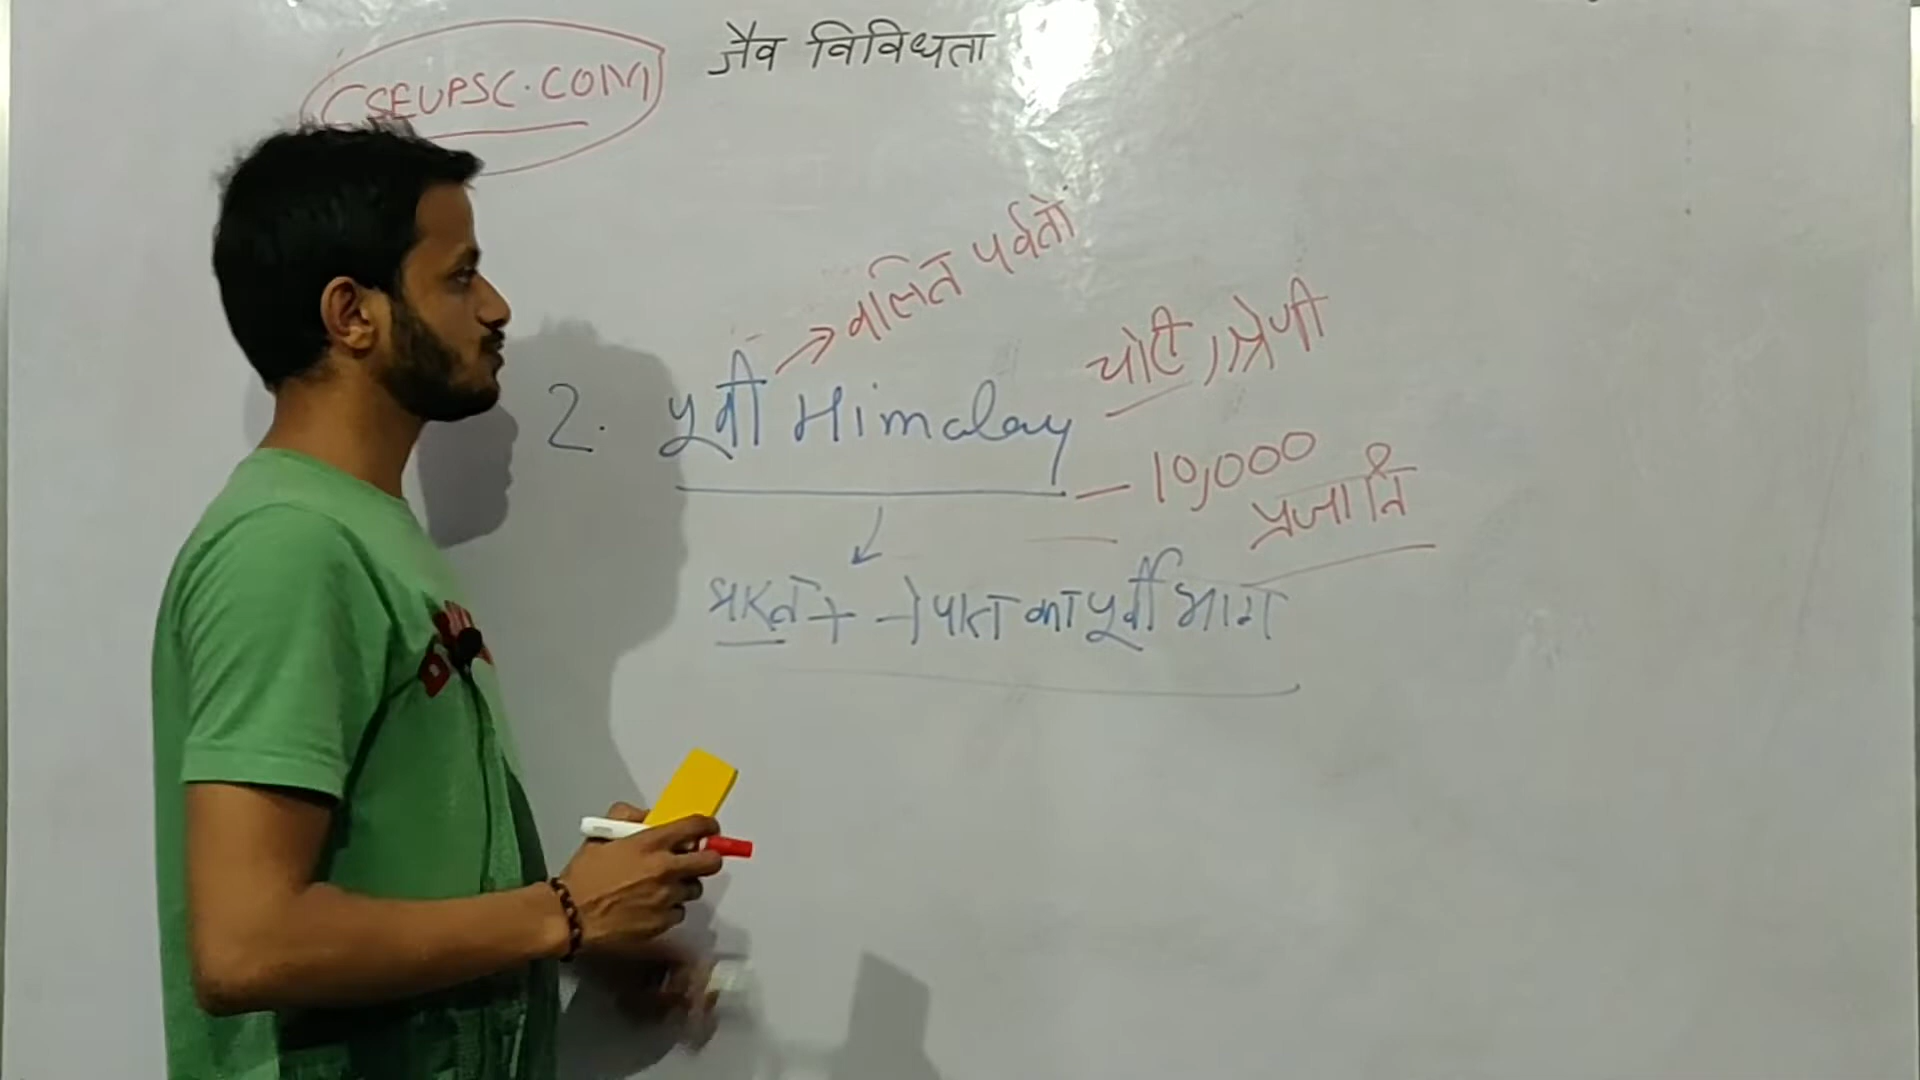 CSEUPSC.COM
जैव विविधता
→ वलित पर्वतो
चोटी, श्रेणी
2. पूर्वी Himalay
– 10,000
प्रजाति
+ → का पूर्वी भाग